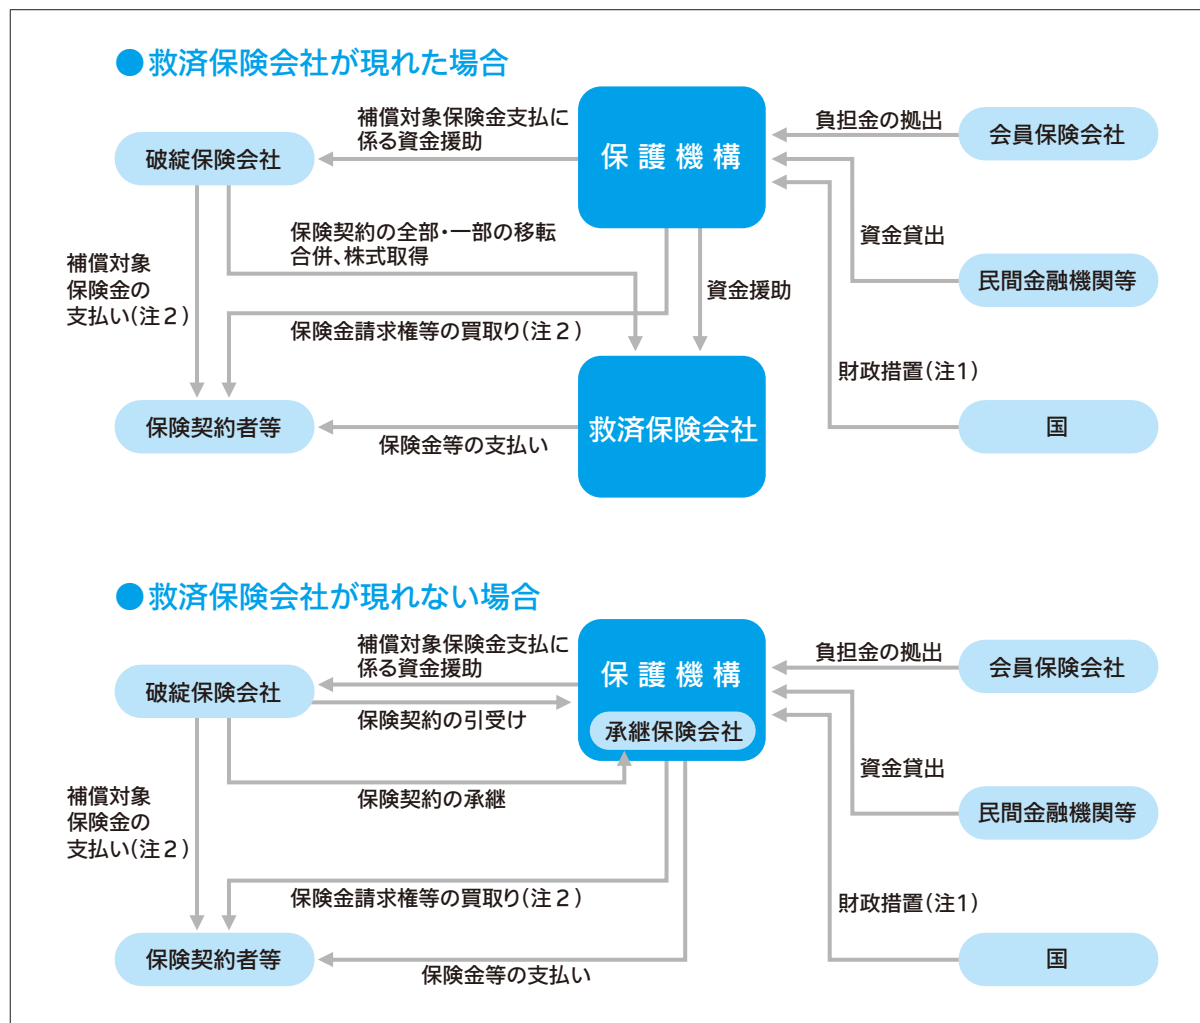 ●救済保険会社が現れた場合
補償対象保険金支払に
係る資金援助
破綻保険会社
保護機構
負担金の拠出
会員保険会社
保険契約の全部・一部の移転
合併、株式取得
補償対象
保険金の
支払い(注2)
資金貸出
民間金融機関等
資金援助
保険金請求権等の買取り(注2)
財政措置(注1)
保険契約者等
保険金等の支払い
救済保険会社
国
●救済保険会社が現れない場合
補償対象保険金支払に
係る資金援助
破綻保険会社
保険契約の引受け
保護機構
承継保険会社
負担金の拠出
会員保険会社
保険契約の承継
補償対象
保険金の
支払い(注2)
資金貸出
民間金融機関等
保険金請求権等の買取り(注2)
財政措置(注1)
保険契約者等
保険金等の支払い
国